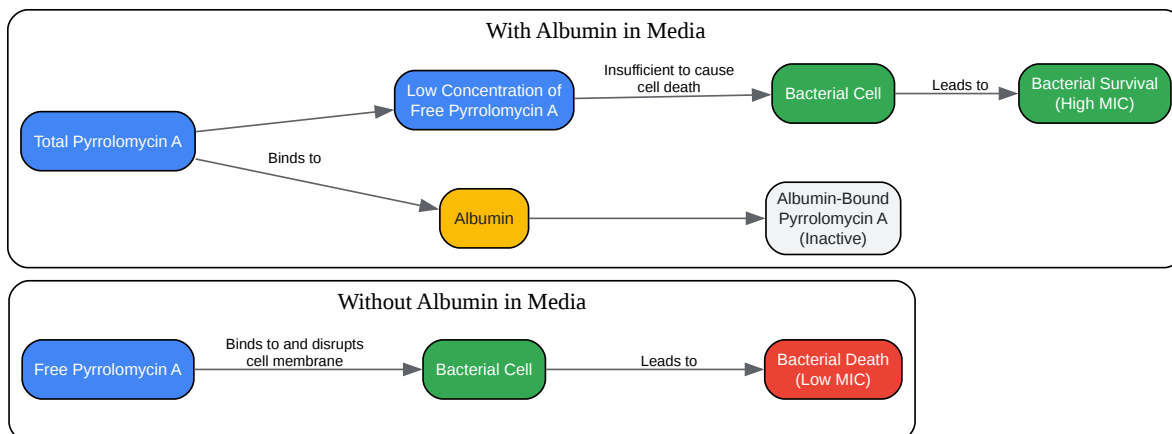 With Albumin in Media
Insufficient to cause
cell death
Low Concentration of
Free Pyrrolomycin A
Bacterial Cell
Leads to
Bacterial Survival
(High MIC)
Total Pyrrolomycin A
Binds to
Albumin
Albumin-Bound
Pyrrolomycin A
(Inactive)
Without Albumin in Media
Free Pyrrolomycin A
Binds to and disrupts
cell membrane
Bacterial Cell
Leads to
Bacterial Death
(Low MIC)